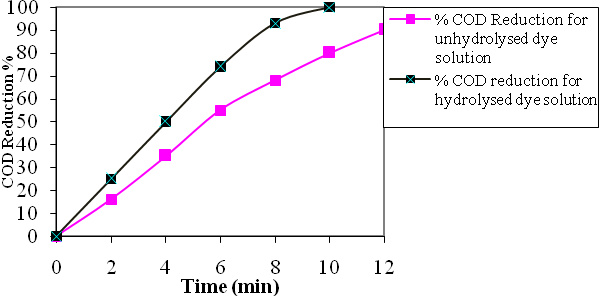 COD Reduction %
100
90
80
70
60
50
40
30
20
10
0
0 2 4 6 8 10 12
Time (min)
% COD Reduction for
unhydrolysed dye
solution
% COD reduction for
hydrolysed dye solution